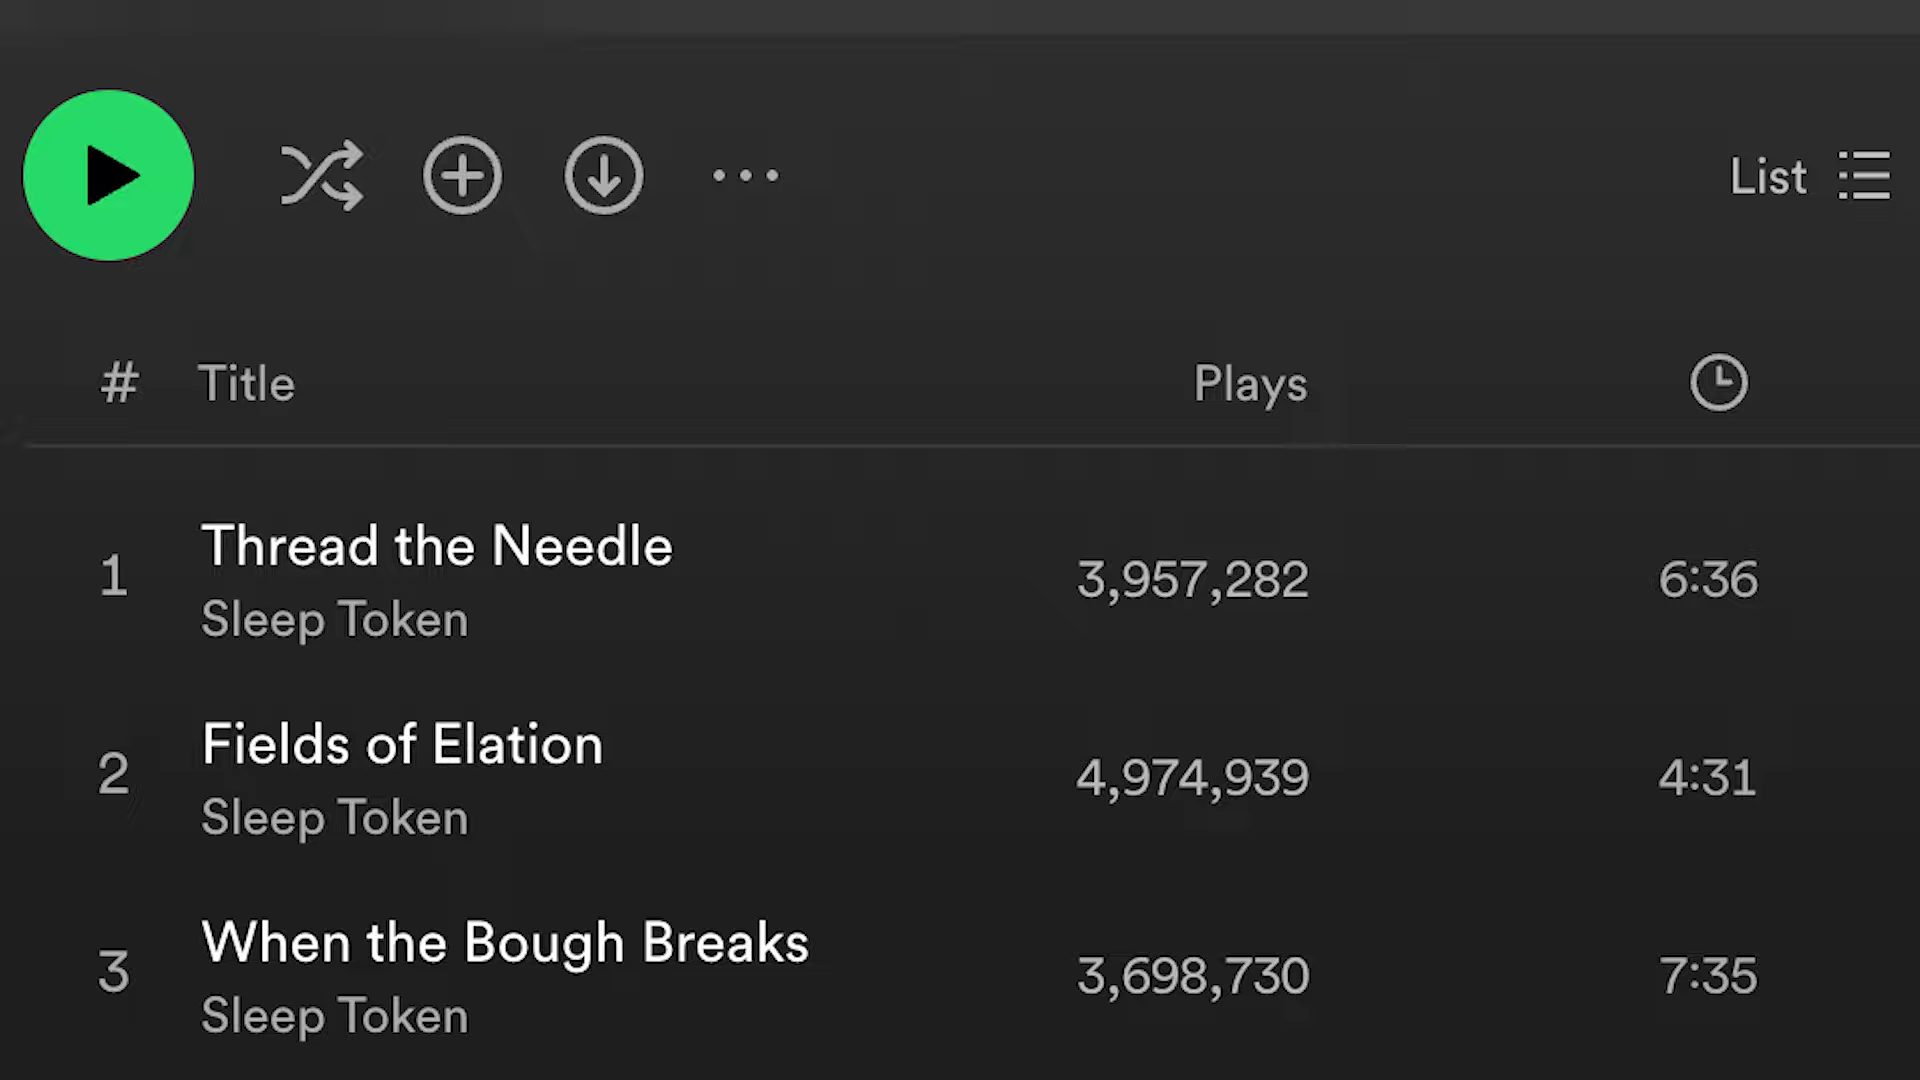 List
# Title Plays
1 Thread the Needle 3,957,282 6:36
Sleep Token
2 Fields of Elation 4,974,939 4:31
Sleep Token
3 When the Bough Breaks 3,698,730 7:35
Sleep Token